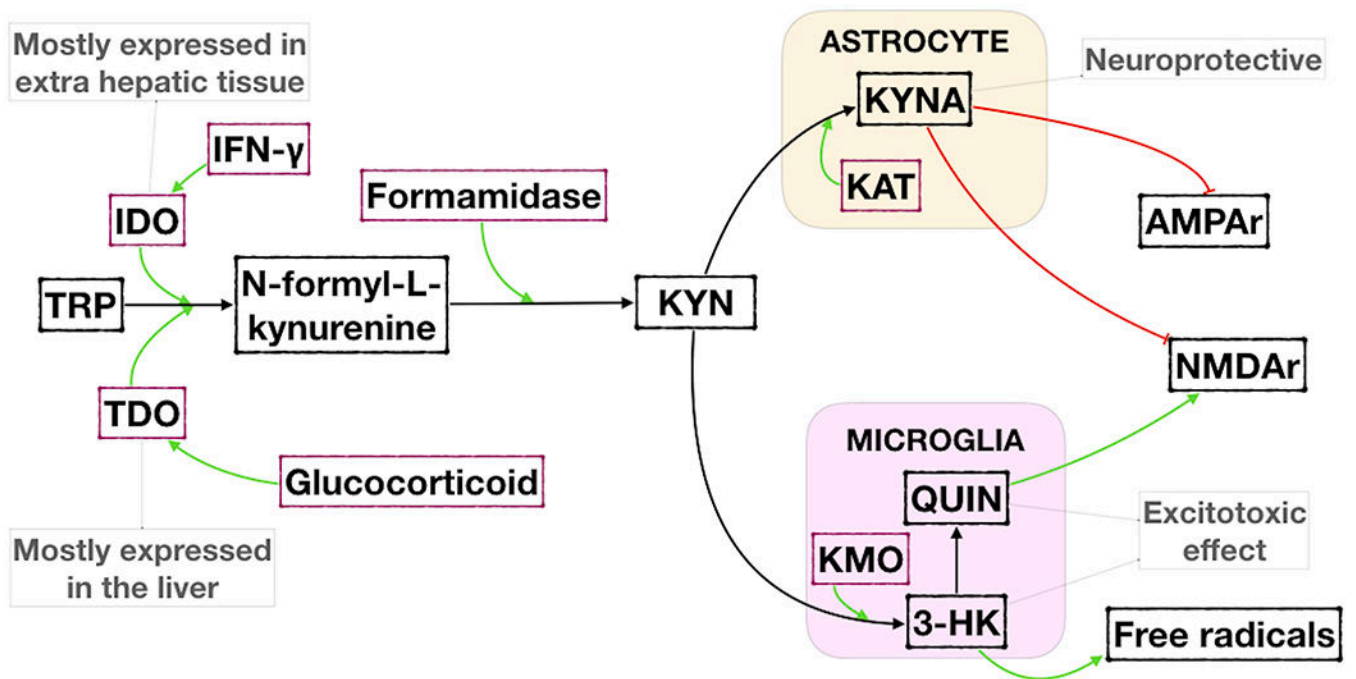 Mostly expressed in
extra hepatic tissue
IFN-γ
IDO
TRP
TDO
Glucocorticoid
Mostly expressed
in the liver
N-formyl-L-
kynurenine
Formamidase
KYN
ASTROCYTE
KYNA
KAT
Neuroprotective
AMPAr
NMDAr
MICROGLIA
QUIN
KMO
3-HK
Excitotoxic
effect
Free radicals